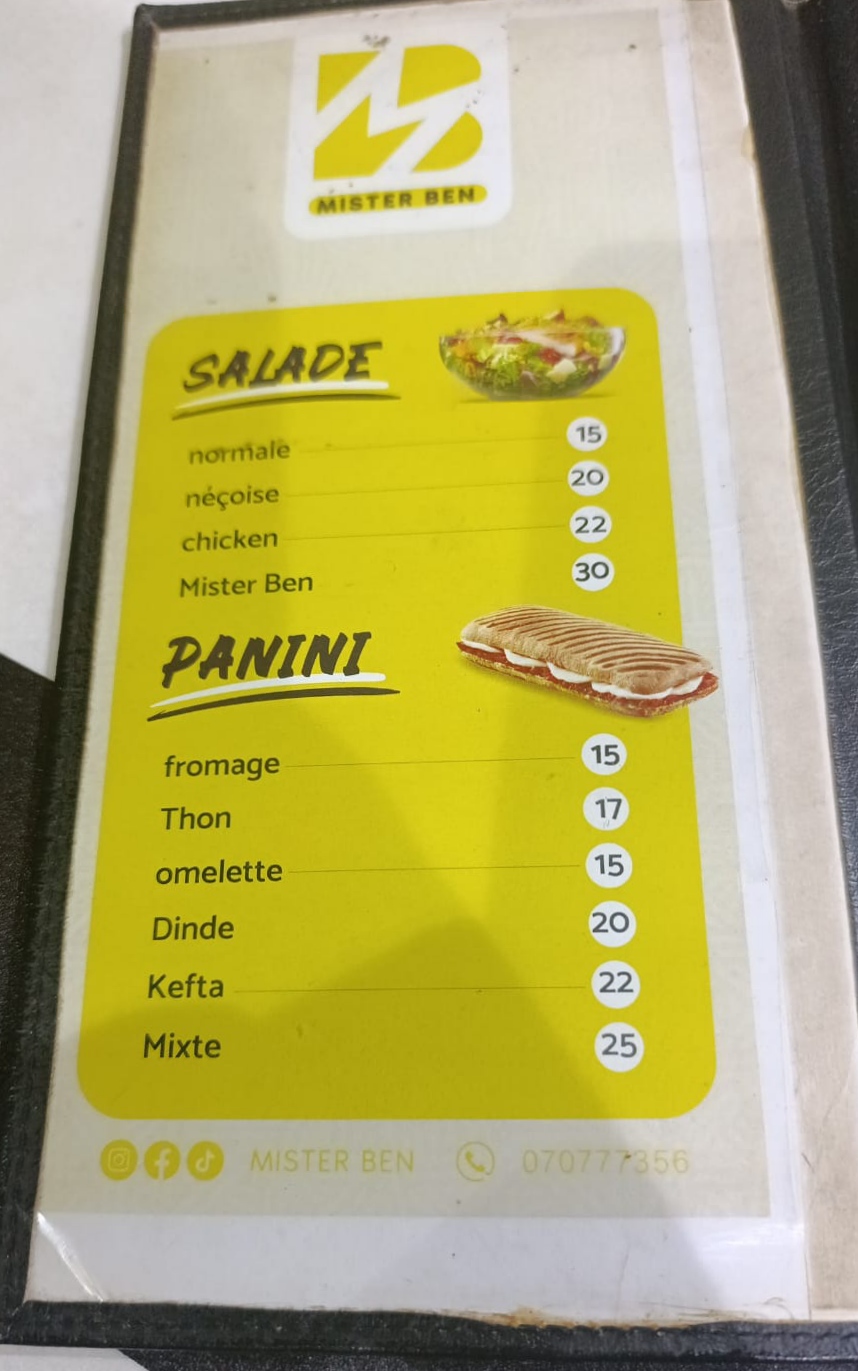 MISTER BEN
SALADE
normale 15
néçoise 20
chicken 22
Mister Ben 30
PANINI
fromage 15
Thon 17
omelette 15
Dinde 20
Kefta 22
Mixte 25
MISTER BEN 070777356